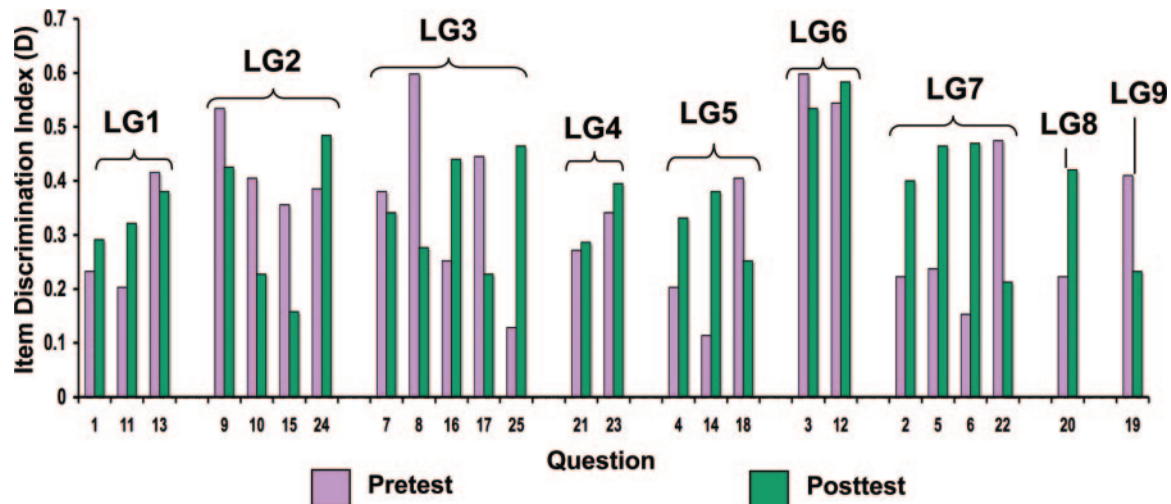 Item Discrimination Index (D)
0.7
0.6
0.5
0.4
0.3
0.2
0.1
0
LG1
LG2
LG3
LG4
LG5
LG6
LG7
LG8
LG9
1 11 13 9 10 15 24 7 8 16 17 25 21 23 4 14 18 3 12 2 5 6 22 20 19
Question
Pretest Posttest